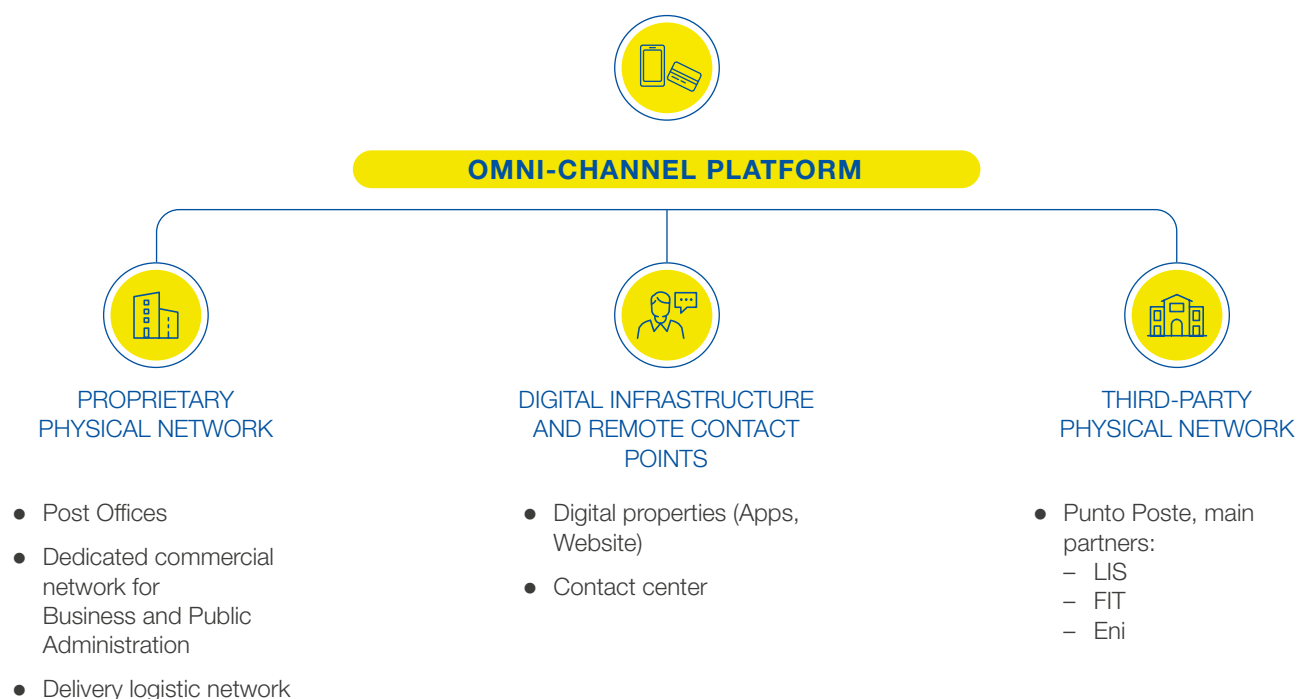 OMNI-CHANNEL PLATFORM
PROPRIETARY
PHYSICAL NETWORK
● Post Offices
● Dedicated commercial
network for
Business and Public
Administration
● Delivery logistic network
DIGITAL INFRASTRUCTURE
AND REMOTE CONTACT
POINTS
● Digital properties (Apps,
Website)
● Contact center
THIRD-PARTY
PHYSICAL NETWORK
● Punto Poste, main
partners:
– LIS
– FIT
– Eni